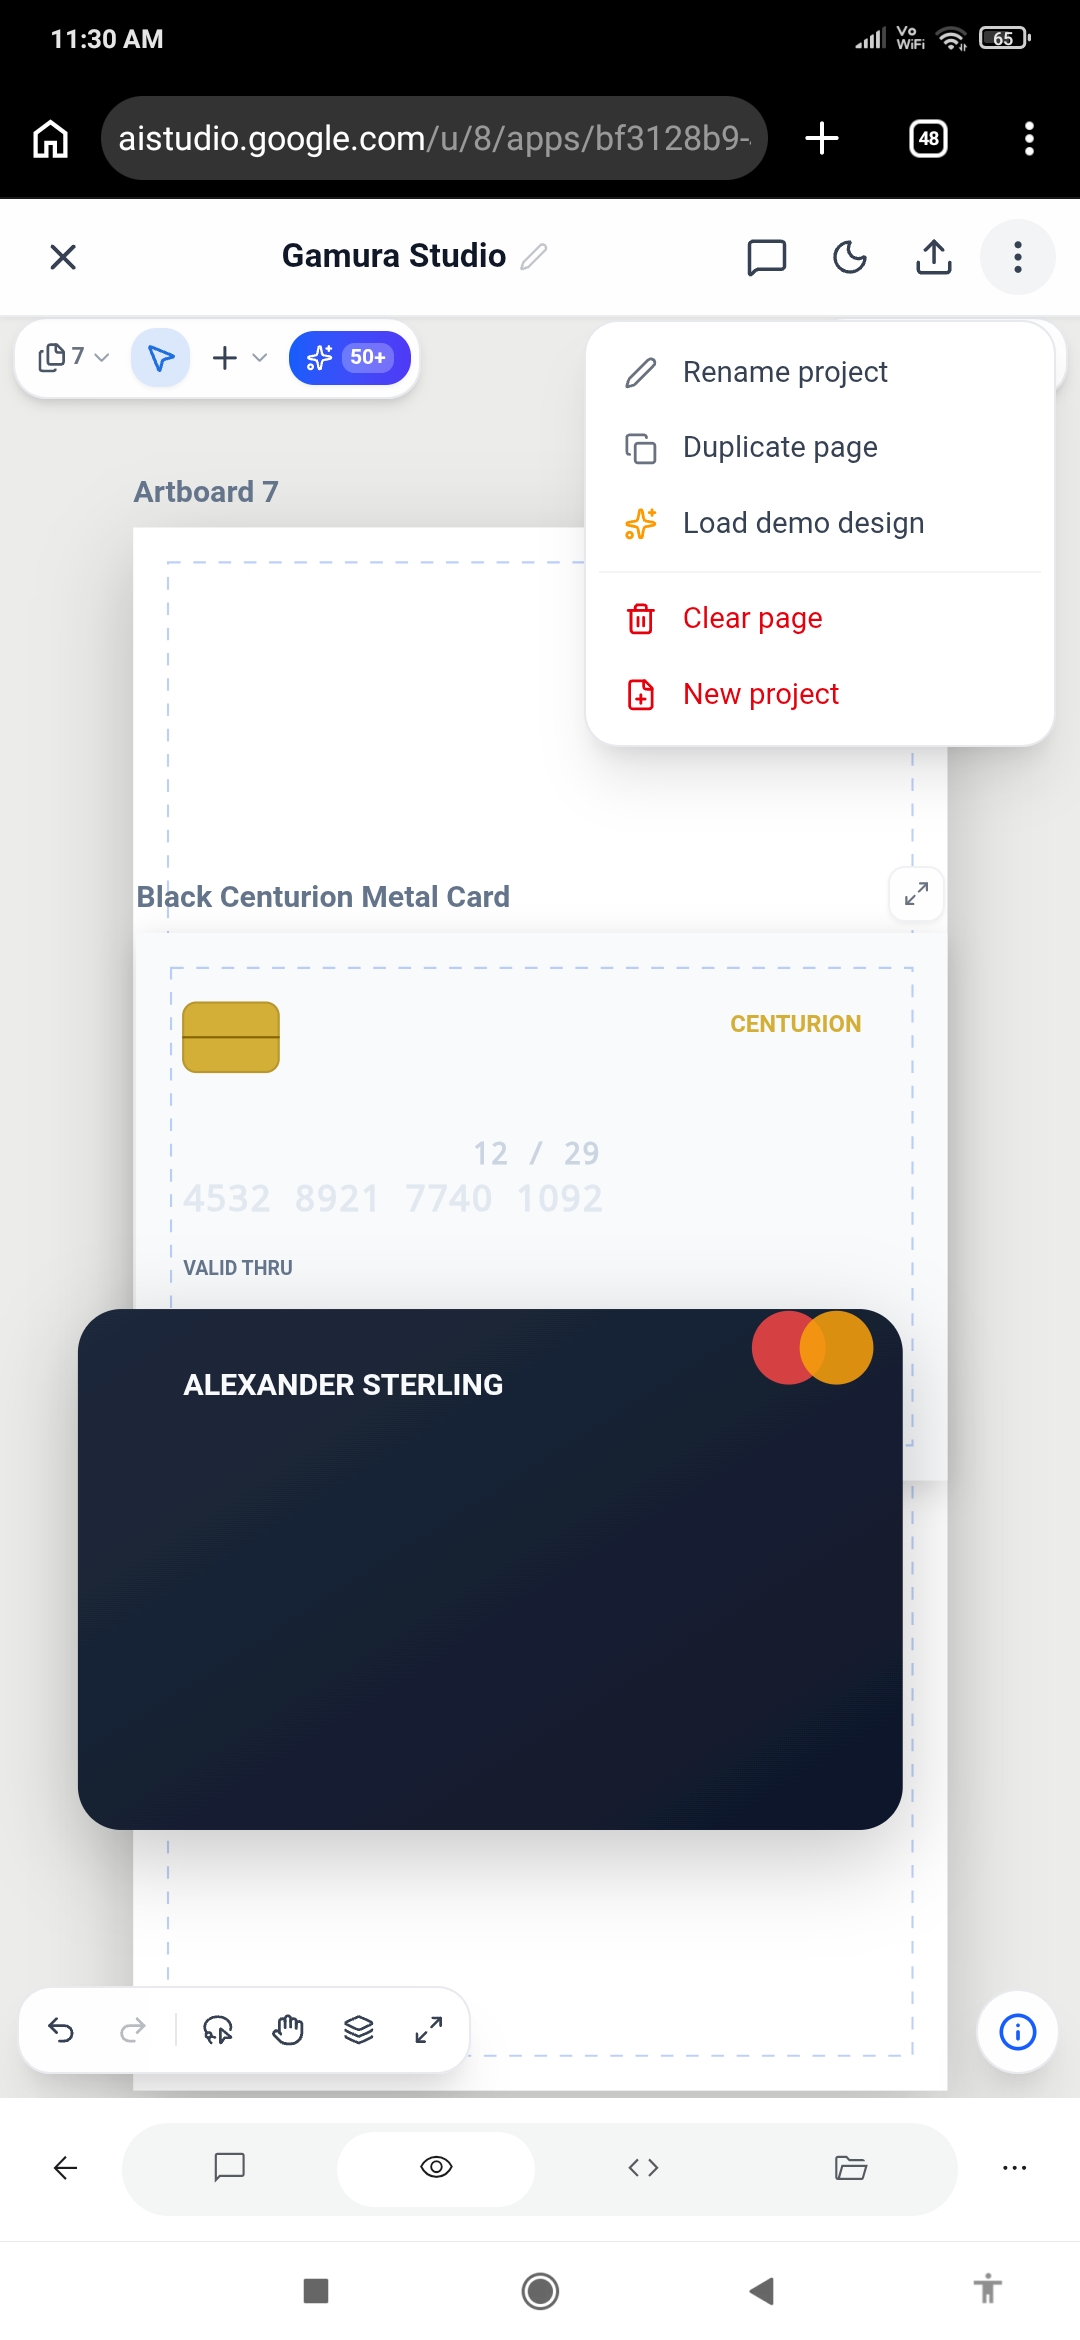 11:30 AM
Vo
WiFi
65
aistudio.google.com/u/8/apps/bf3128b9-
48
Gamura Studio
7
50+
Rename project
Duplicate page
Load demo design
Clear page
New project
Artboard 7
Black Centurion Metal Card
CENTURION
12 / 29
4532 8921 7740 1092
VALID THRU
ALEXANDER STERLING